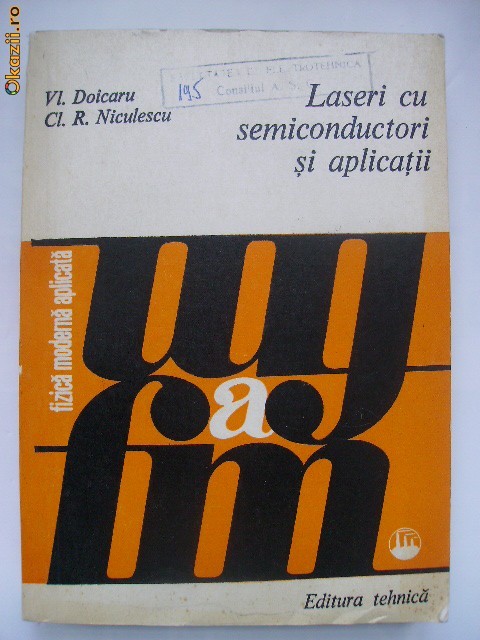 Okazii.ro
Vl. Doicaru
Cl. R. Niculescu
195
Laseri cu
semiconductori
și aplicații
fizică modernă aplicată
fm
a
fm
Editura tehnică